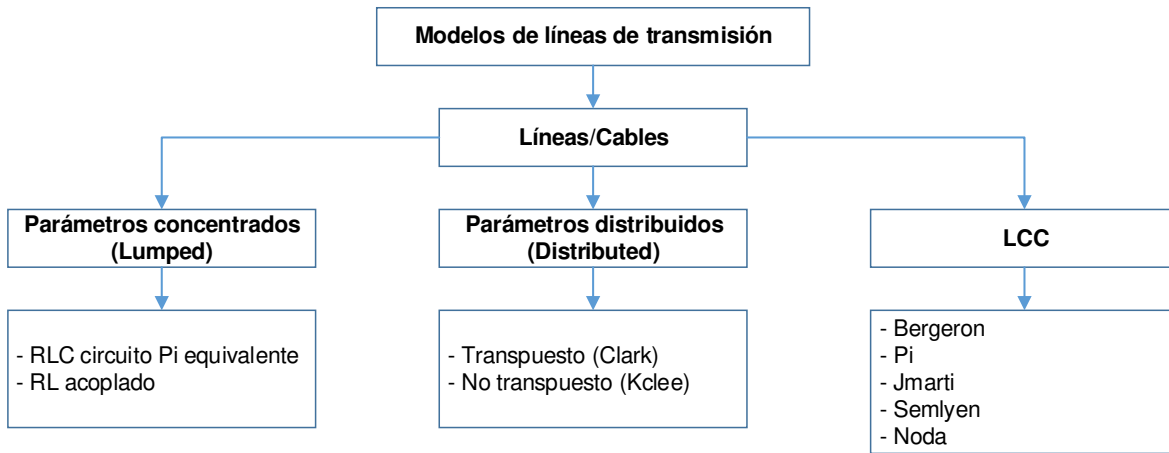 Modelos de líneas de transmisión
Líneas/Cables
Parámetros concentrados
(Lumped)
Parámetros distribuidos
(Distributed)
LCC
- RLC circuito Pi equivalente
- RL acoplado
- Transpuesto (Clark)
- No transpuesto (Kclee)
- Bergeron
- Pi
- Jmarti
- Semlyen
- Noda